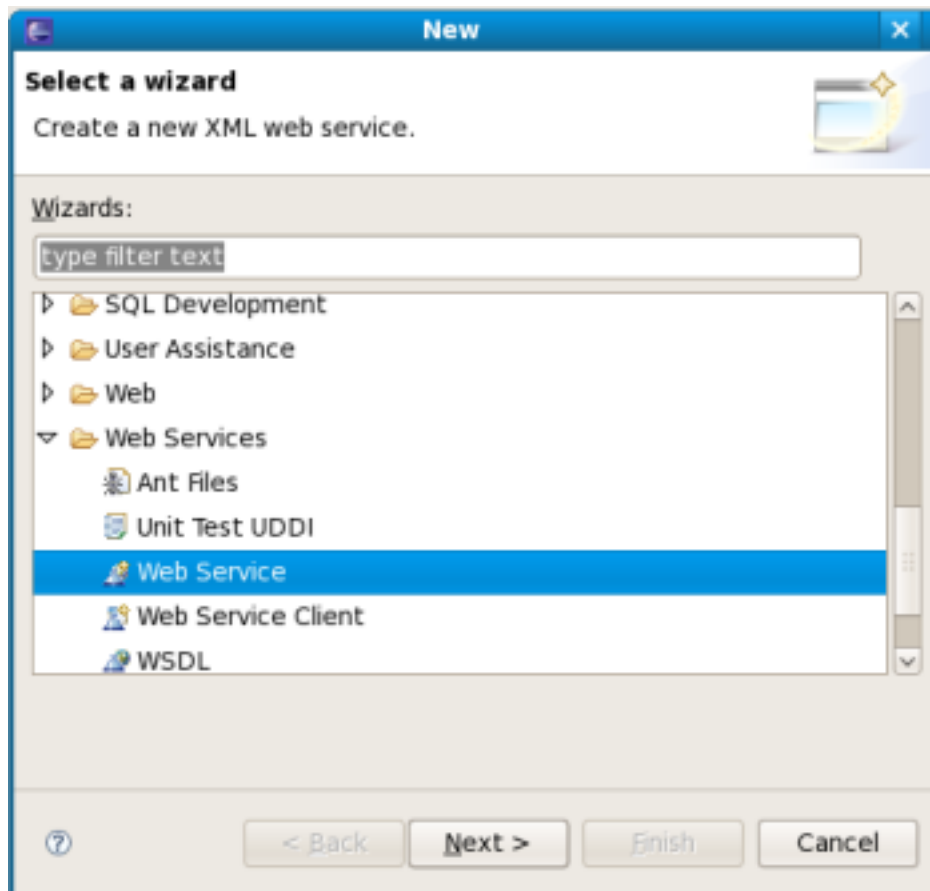 New
Select a wizard
Create a new XML web service.
Wizards:
type filter text
SQL Development
User Assistance
Web
Web Services
Ant Files
Unit Test UDDI
Web Service
Web Service Client
WSDL
< Back Next > Finish Cancel